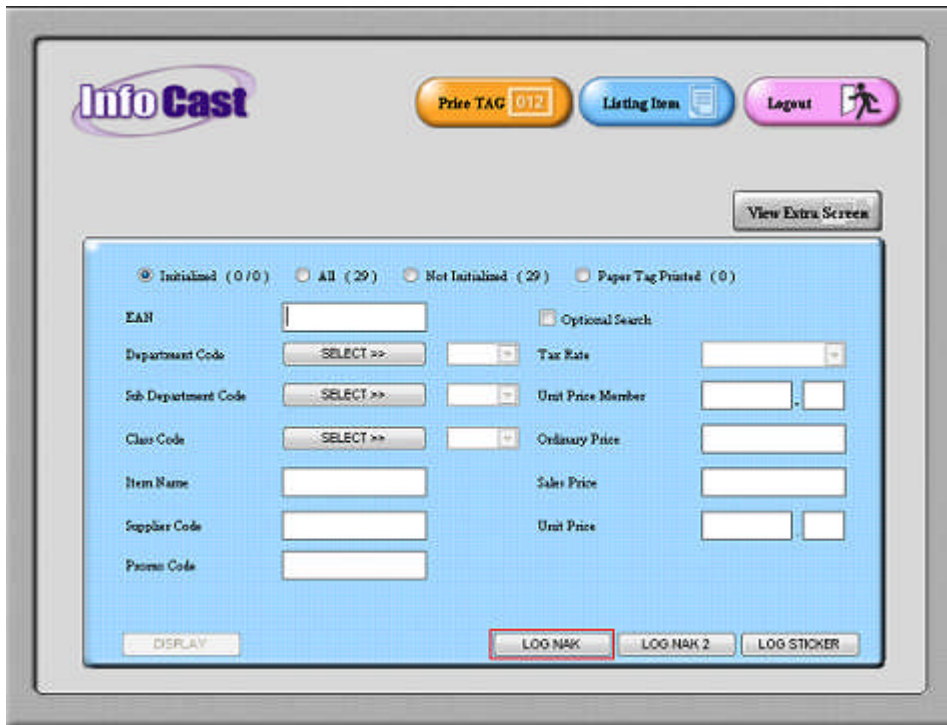 InfoCast
Price TAG 012
Listing Item
Logout
View Extra Screen
Initialized ( 0 / 0 ) All ( 29 ) Not Initialized ( 29 ) Paper Tag Printed ( 0 )
EAN Optional Search
Department Code SELECT >> Tax Rate
Sub Department Code SELECT >> Unit Price Member .
Class Code SELECT >> Ordinary Price
Item Name Sales Price
Supplier Code Unit Price .
Promo Code
DISPLAY LOG NAK LOG NAK 2 LOG STICKER